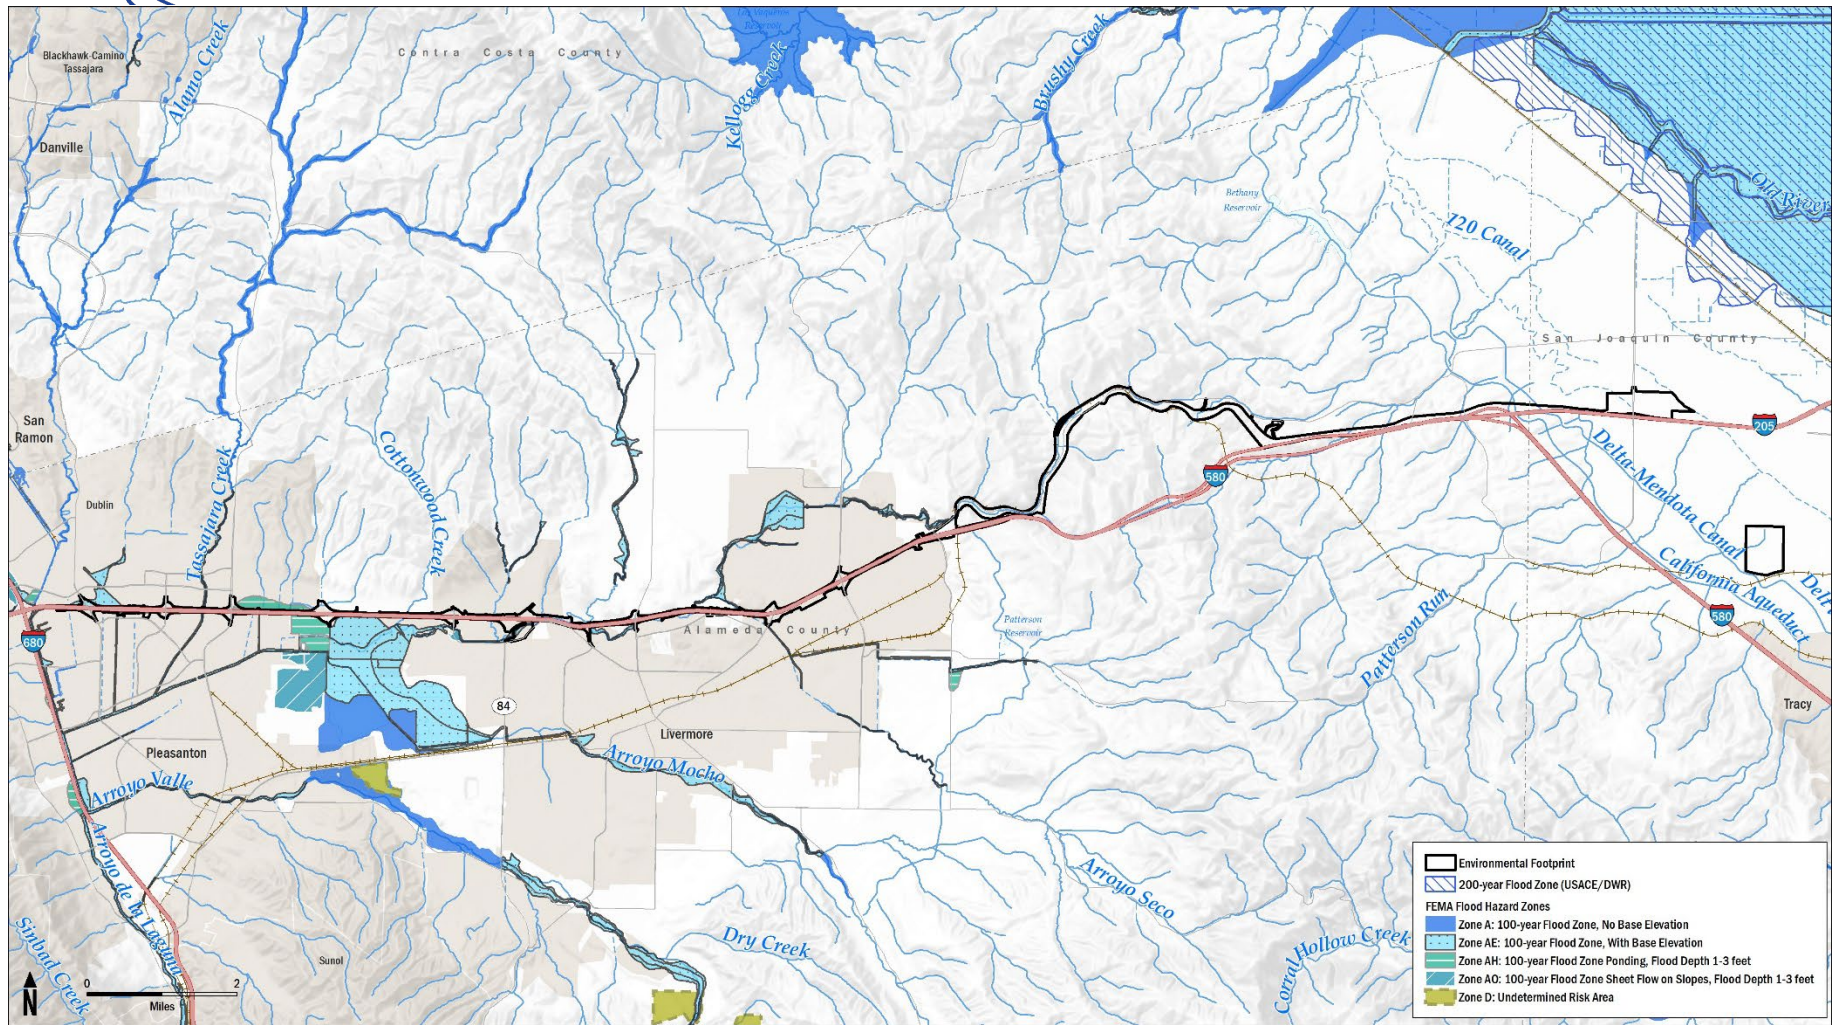 Blackhawk-Camino
Tassajara
Alamo Creek
Contra Costa County
Reservoir
Kellogg Creek
Brushy Creek
Danville
Old River
Bethany
Reservoir
120 Canal
San Joaquin County
San
Ramon
Cottonwood Creek
Tassajara Creek
Dublin
205
580
Delta-Mendota Canal
California Aqueduct
Delta
580
680
Alameda County
Patterson
Reservoir
Patterson Run
84
Tracy
Livermore
Pleasanton
Arroyo Mocho
Arroyo Valle
Arroyo de la Laguna
Arroyo Seco
Dry Creek
Corral Hollow Creek
Sinbad Creek
Sunol
N
0 2
Miles
Environmental Footprint
200-year Flood Zone (USACE/DWR)
FEMA Flood Hazard Zones
Zone A: 100-year Flood Zone, No Base Elevation
Zone AE: 100-year Flood Zone, With Base Elevation
Zone AH: 100-year Flood Zone Ponding, Flood Depth 1-3 feet
Zone AO: 100-year Flood Zone Sheet Flow on Slopes, Flood Depth 1-3 feet
Zone D: Undetermined Risk Area